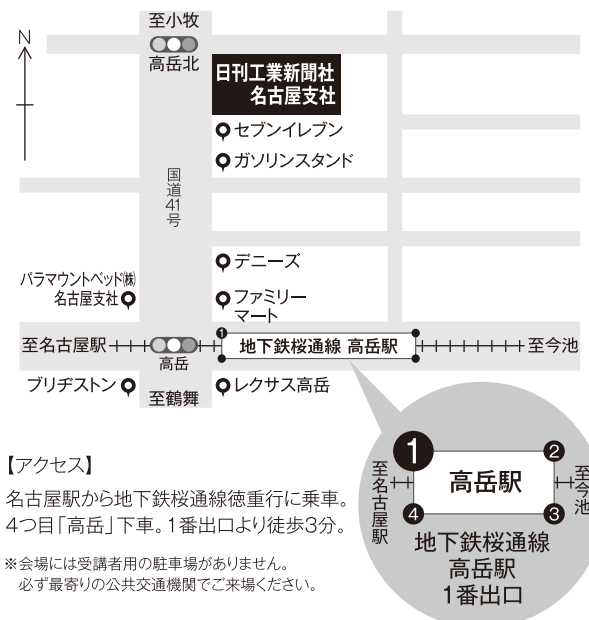 至小牧
N
高岳北
日刊工業新聞社
名古屋支社
セブンイレブン
ガソリンスタンド
国道41号
デニーズ
パラマウントベッド㈱
名古屋支社
ファミリー
マート
1
至名古屋駅
高岳
地下鉄桜通線 高岳駅
至今池
ブリヂストン
至鶴舞
レクサス高岳
1
2
至名古屋駅
高岳駅
至今池
4
3
地下鉄桜通線
高岳駅
1番出口
【アクセス】
名古屋駅から地下鉄桜通線徳重行に乗車。
4つ目「高岳」下車。1番出口より徒歩3分。
※会場には受講者用の駐車場がありません。
必ず最寄りの公共交通機関でご来場ください。